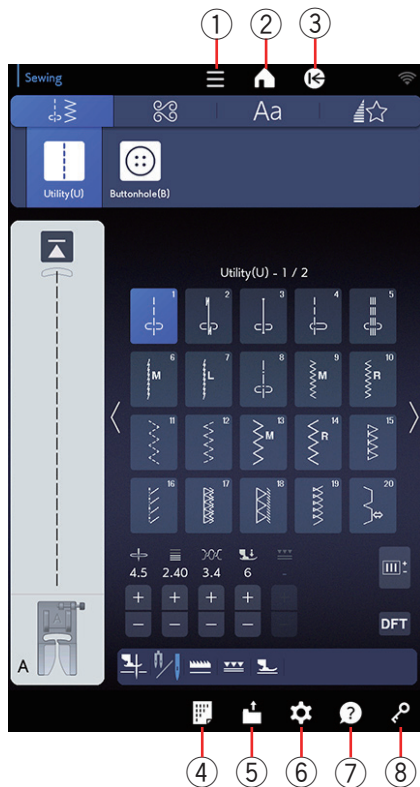 ① ② ③
Sewing
Aa
Utility(U) Buttonhole(B)
Utility(U) - 1 / 2
1 2 3 4 5
6 M 7 L 8 9 M 10 R
11 12 13 M 14 R 15
16 17 18 19 20
4.5 2.40 3.4 6 -
+ + + +
− − − −
DFT
A
A
④ ⑤ ⑥ ⑦ ⑧